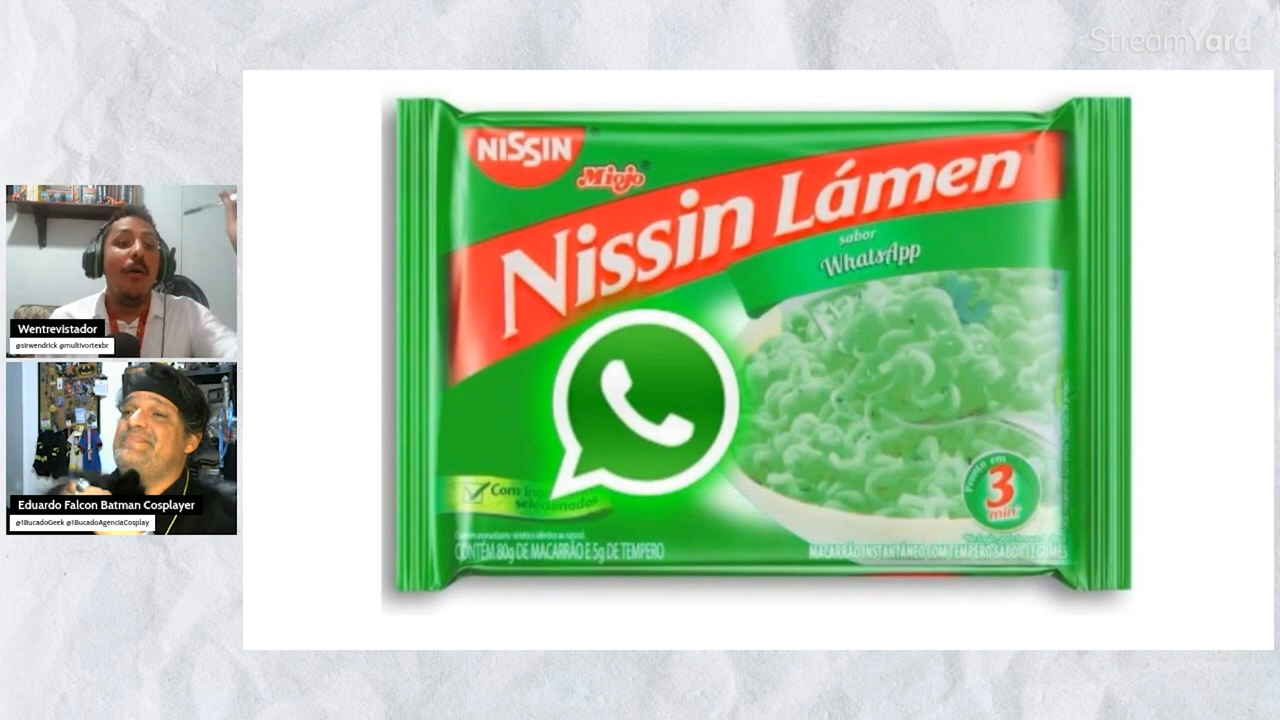 StreamYard
NISSIN
Miojo
Nissin Lámen
sabor
WhatsApp
Com
selecionados
Pronto em
3
min.
CONTÉM 80g DE MACARRÃO E 5g DE TEMPERO
MACARRÃO INSTANTÂNEO COM TEMPERO SABOR LEGUMES
Wentrevistador
@sirwendrick @multivortexbr
Eduardo Falcon Batman Cosplayer
@1BucadoGeek @1BucadoAgenciaCosplay